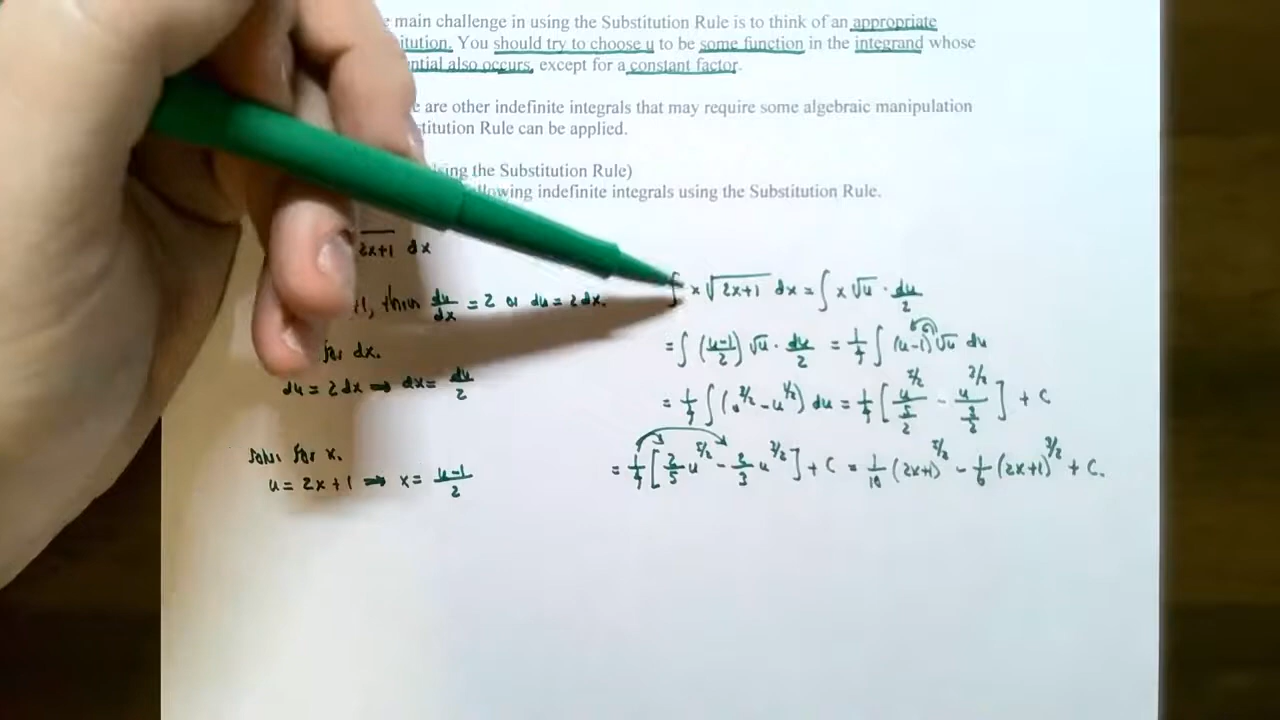 main challenge in using the Substitution Rule is to think of an appropriate
itution. You should try to choose u to be some function in the integrand whose
ntial also occurs, except for a constant factor.
e are other indefinite integrals that may require some algebraic manipulation
titution Rule can be applied.
ing the Substitution Rule)
llowing indefinite integrals using the Substitution Rule.
2x+1 dx
+1, then du/dx = 2 or du = 2dx.
for dx.
du = 2dx ⟹ dx = du/2
Solve for x.
u = 2x+1 ⟹ x = (u-1)/2
∫ x √(2x+1) dx = ∫ x √u · du/2
= ∫ ((u-1)/2) √u · du/2 = 1/4 ∫ (u-1) √u du
= 1/4 ∫ (u^(3/2) - u^(1/2)) du = 1/4 [ u^(5/2)/(5/2) - u^(3/2)/(3/2) ] + C
= 1/4 [ 2/5 u^(5/2) - 2/3 u^(3/2) ] + C = 1/10 (2x+1)^(5/2) - 1/6 (2x+1)^(3/2) + C.